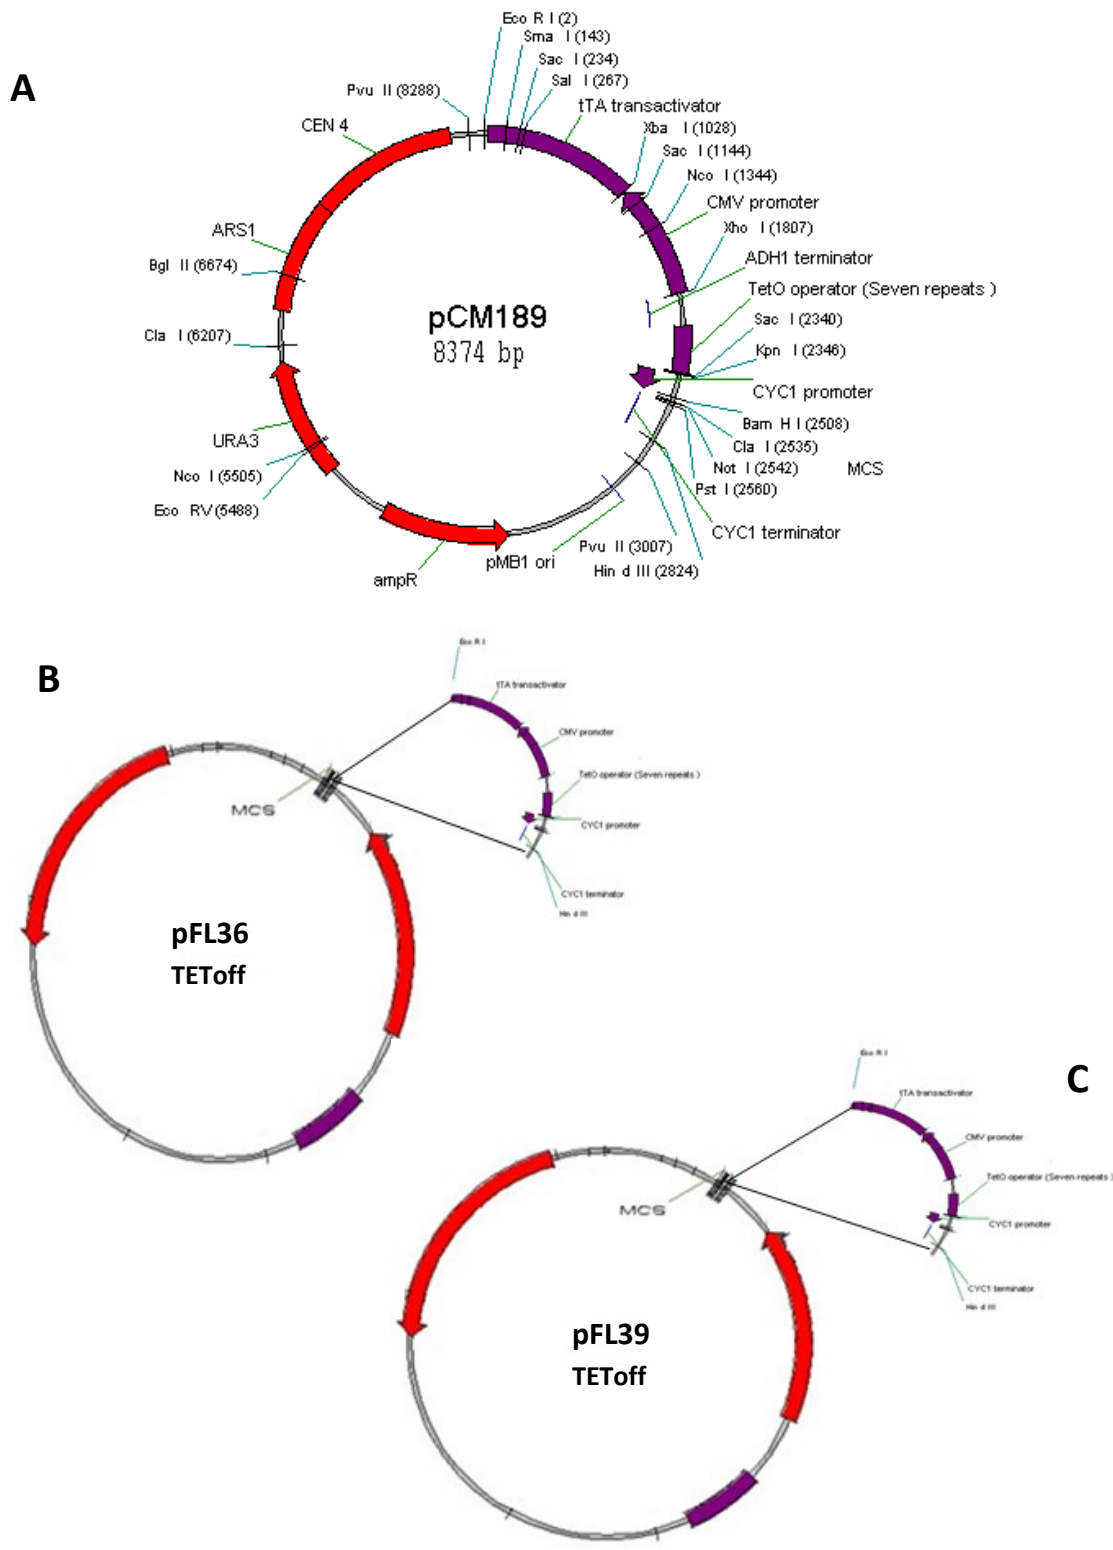 A
Eco R I (2)
Sma I (143)
Sac I (234)
Sal I (267)
tTA transactivator
Xba I (1028)
Sac I (1144)
Nco I (1344)
CMV promoter
Xho I (1807)
ADH1 terminator
TetO operator (Seven repeats )
Sac I (2340)
Kpn I (2346)
CYC1 promoter
Bam H I (2508)
Cla I (2535)
Not I (2542)
MCS
Pst I (2560)
CYC1 terminator
Pvu II (3007)
Hin d III (2824)
pMB1 ori
ampR
Eco RV (5488)
Nco I (5505)
URA3
Cla I (6207)
Bgl II (6674)
ARS1
CEN 4
Pvu II (8288)
pCM189
8374 bp
B
Eco R I
tTA transactivator
CMV promoter
TetO operator (Seven repeats )
CYC1 promoter
CYC1 terminator
Hin d III
MCS
pFL36
TEToff
C
Eco R I
tTA transactivator
CMV promoter
TetO operator (Seven repeats )
CYC1 promoter
CYC1 terminator
Hin d III
MCS
pFL39
TEToff